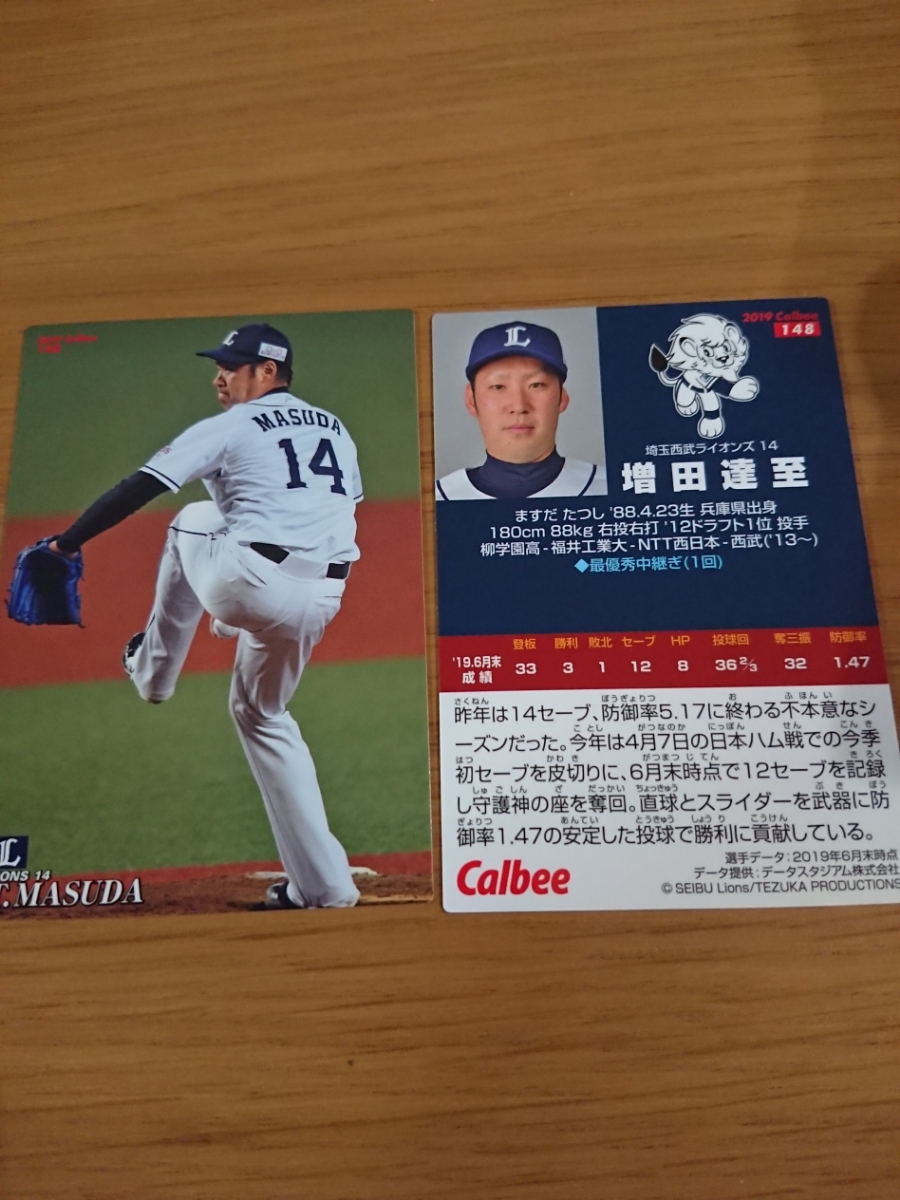 2019 Calbee
148
MASUDA
14
L
IONS 14
T.MASUDA
L
2019 Calbee
148
埼玉西武ライオンズ 14
増田達至
ますだ たつし '88.4.23生 兵庫県出身
180cm 88kg 右投右打 '12ドラフト1位 投手
柳学園高-福井工業大-NTT西日本-西武('13〜)
◆最優秀中継ぎ(1回)
登板 勝利 敗北 セーブ HP 投球回 奪三振 防御率
'19.6月末成績 33 3 1 12 8 36 2/3 32 1.47
昨年は14セーブ、防御率5.17に終わる不本意なシ
ーズンだった。今年は4月7日の日本ハム戦での今季
初セーブを皮切りに、6月末時点で12セーブを記録
し守護神の座を奪回。直球とスライダーを武器に防
御率1.47の安定した投球で勝利に貢献している。
選手データ:2019年6月末時点
データ提供:データスタジアム株式会社
Calbee
© SEIBU Lions/TEZUKA PRODUCTIONS